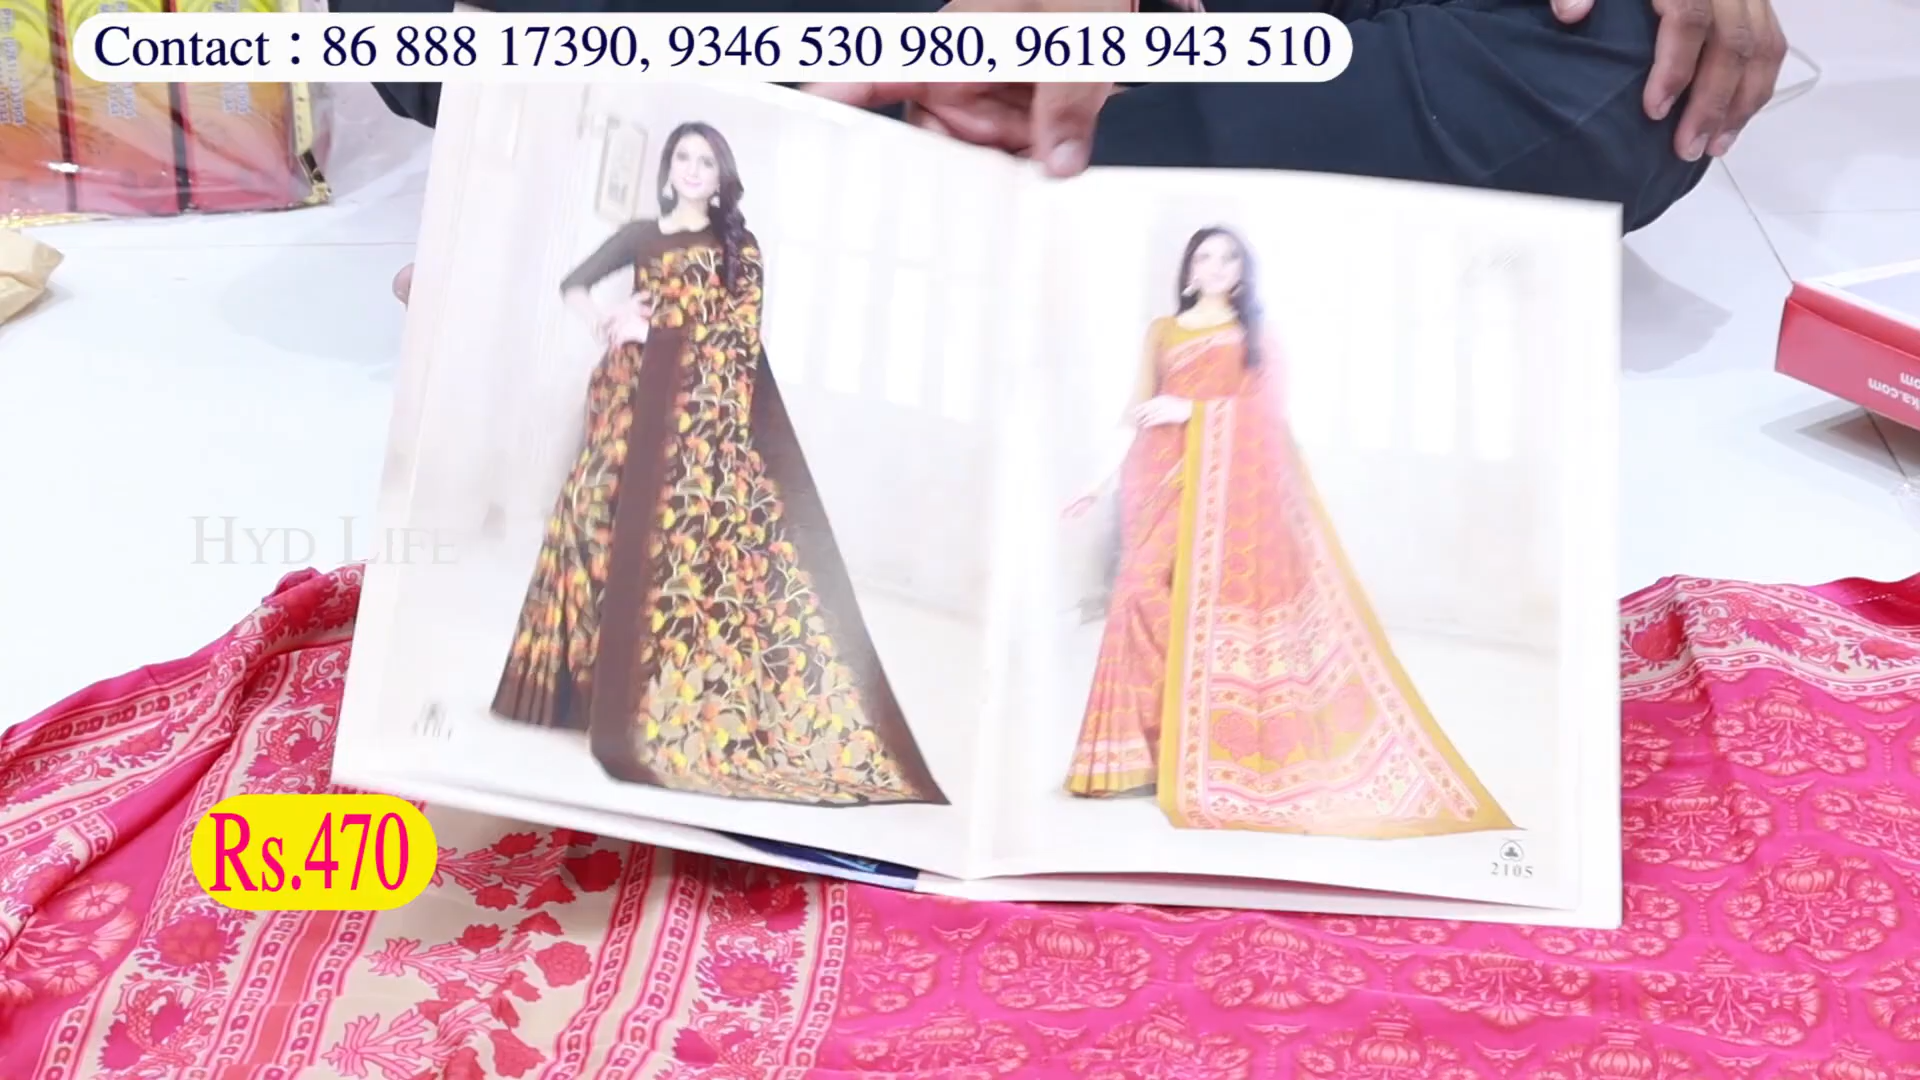 Contact : 86 888 17390, 9346 530 980, 9618 943 510
HYD LIFE
Rs.470
2105